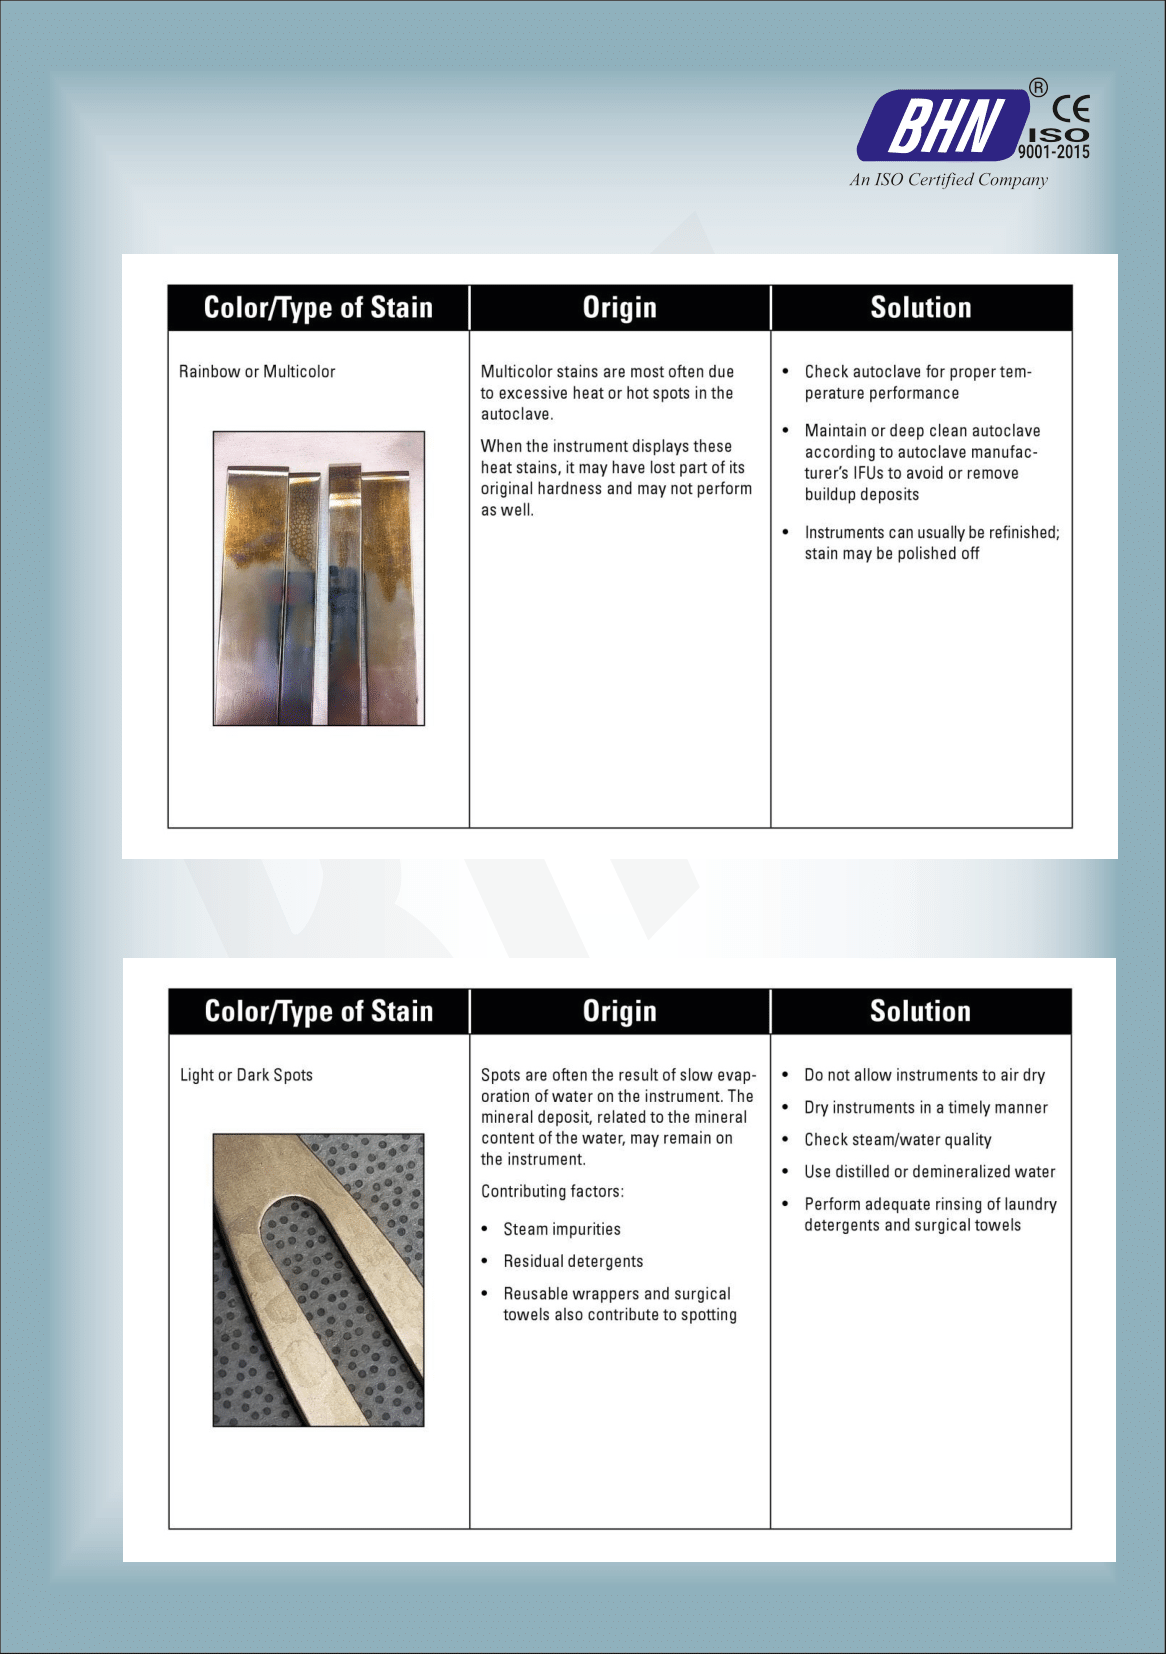 BHN
®
CE
ISO
9001-2015
An ISO Certified Company
Color/Type of Stain
Origin
Solution
Rainbow or Multicolor
Multicolor stains are most often due
to excessive heat or hot spots in the
autoclave.
When the instrument displays these
heat stains, it may have lost part of its
original hardness and may not perform
as well.
• Check autoclave for proper tem-
perature performance
• Maintain or deep clean autoclave
according to autoclave manufac-
turer's IFUs to avoid or remove
buildup deposits
• Instruments can usually be refinished;
stain may be polished off
Color/Type of Stain
Origin
Solution
Light or Dark Spots
Spots are often the result of slow evap-
oration of water on the instrument. The
mineral deposit, related to the mineral
content of the water, may remain on
the instrument.
Contributing factors:
• Steam impurities
• Residual detergents
• Reusable wrappers and surgical
towels also contribute to spotting
• Do not allow instruments to air dry
• Dry instruments in a timely manner
• Check steam/water quality
• Use distilled or demineralized water
• Perform adequate rinsing of laundry
detergents and surgical towels